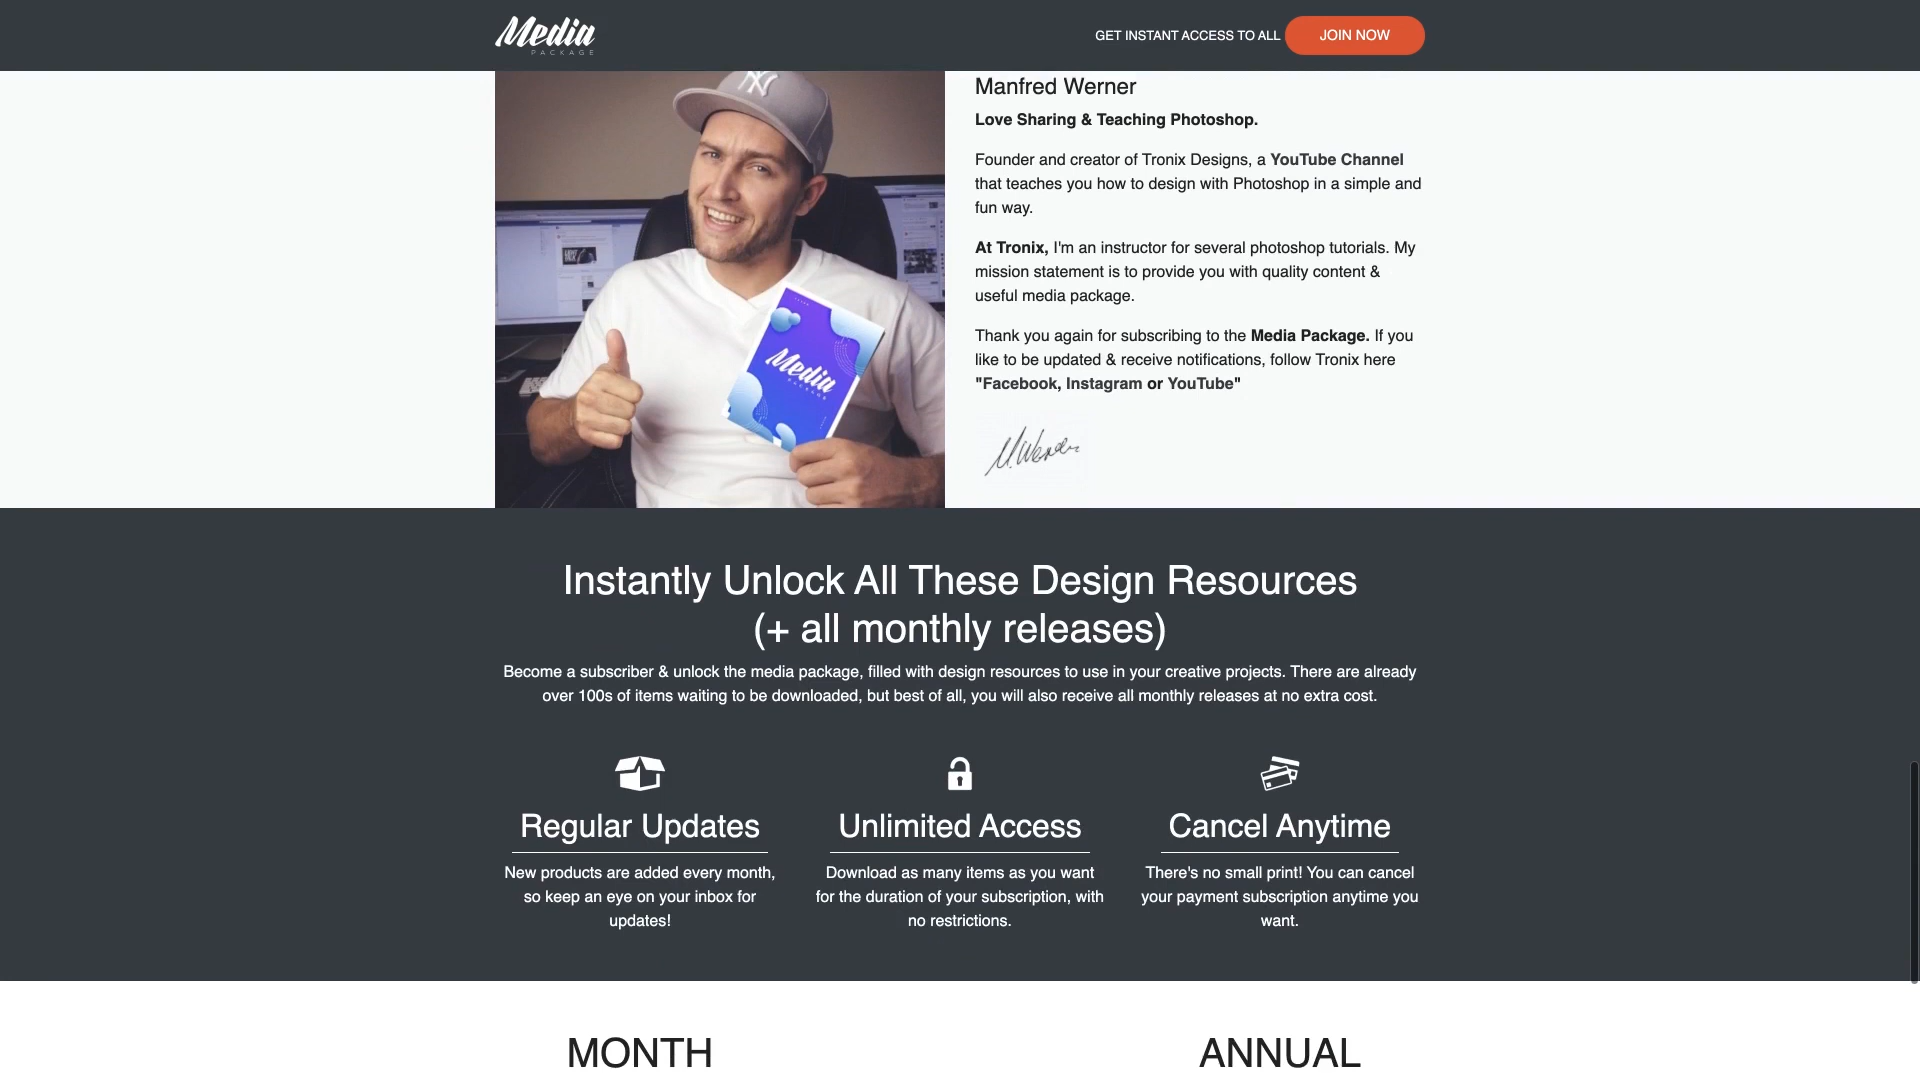 Media
PACKAGE
GET INSTANT ACCESS TO ALL
JOIN NOW
NY
Manfred Werner
Love Sharing & Teaching Photoshop.
Founder and creator of Tronix Designs, a YouTube Channel
that teaches you how to design with Photoshop in a simple and
fun way.
At Tronix, I'm an instructor for several photoshop tutorials. My
mission statement is to provide you with quality content &
useful media package.
Thank you again for subscribing to the Media Package. If you
like to be updated & receive notifications, follow Tronix here
"Facebook, Instagram or YouTube"
Media
PACKAGE
M.Werner
Instantly Unlock All These Design Resources
(+ all monthly releases)
Become a subscriber & unlock the media package, filled with design resources to use in your creative projects. There are already
over 100s of items waiting to be downloaded, but best of all, you will also receive all monthly releases at no extra cost.
Regular Updates
New products are added every month,
so keep an eye on your inbox for
updates!
Unlimited Access
Download as many items as you want
for the duration of your subscription, with
no restrictions.
Cancel Anytime
There's no small print! You can cancel
your payment subscription anytime you
want.
MONTH
ANNUAL